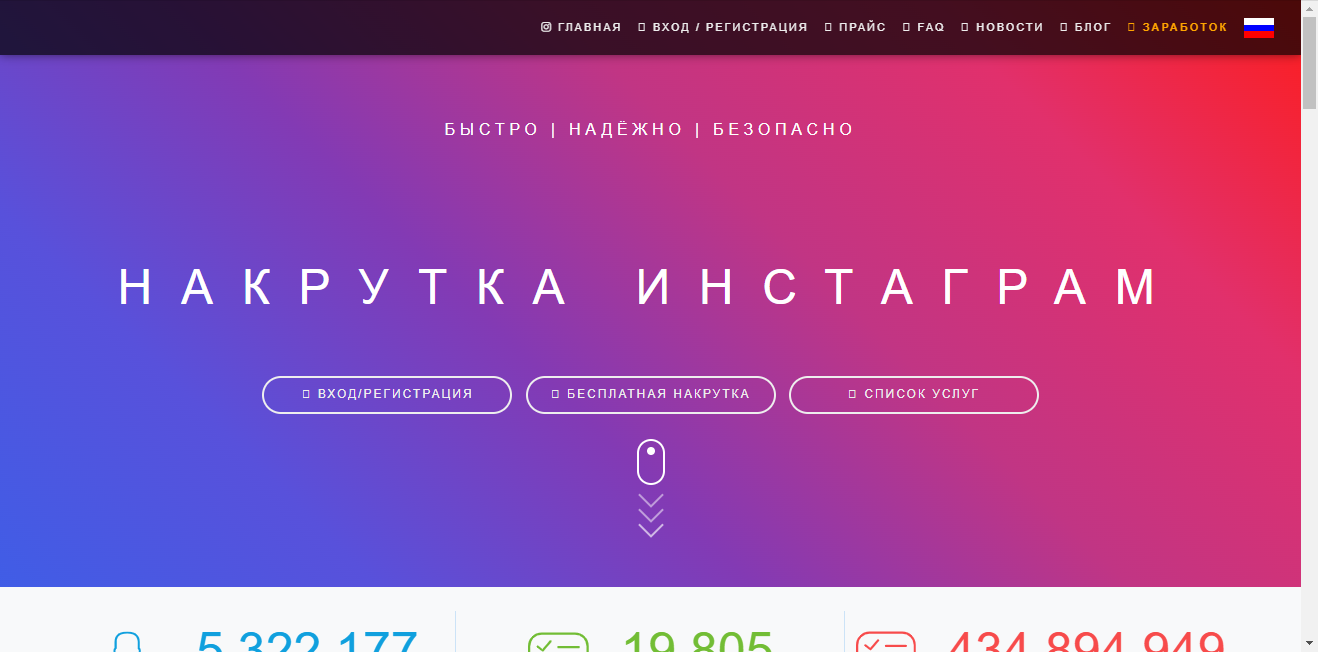 ГЛАВНАЯ ВХОД / РЕГИСТРАЦИЯ ПРАЙС FAQ НОВОСТИ БЛОГ ЗАРАБОТОК
БЫСТРО | НАДЁЖНО | БЕЗОПАСНО
НАКРУТКА ИНСТАГРАМ
ВХОД/РЕГИСТРАЦИЯ БЕСПЛАТНАЯ НАКРУТКА СПИСОК УСЛУГ
5 322 177 19 805 434 894 949